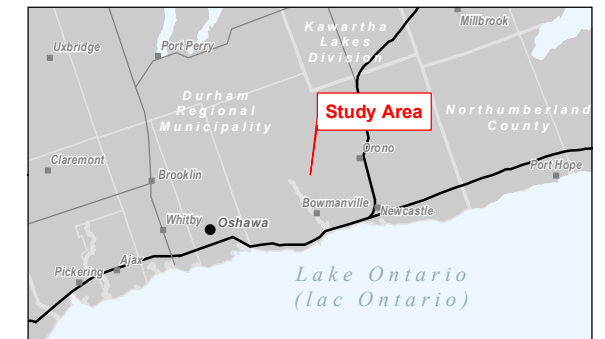 Kawartha
Lakes
Division
Millbrook
Uxbridge
Port Perry
Durham
Regional
Municipality
Study Area
Northumberland
County
Orono
Claremont
Brooklin
Port Hope
Bowmanville
Newcastle
Whitby
Oshawa
Ajax
Pickering
Lake Ontario
(lac Ontario)